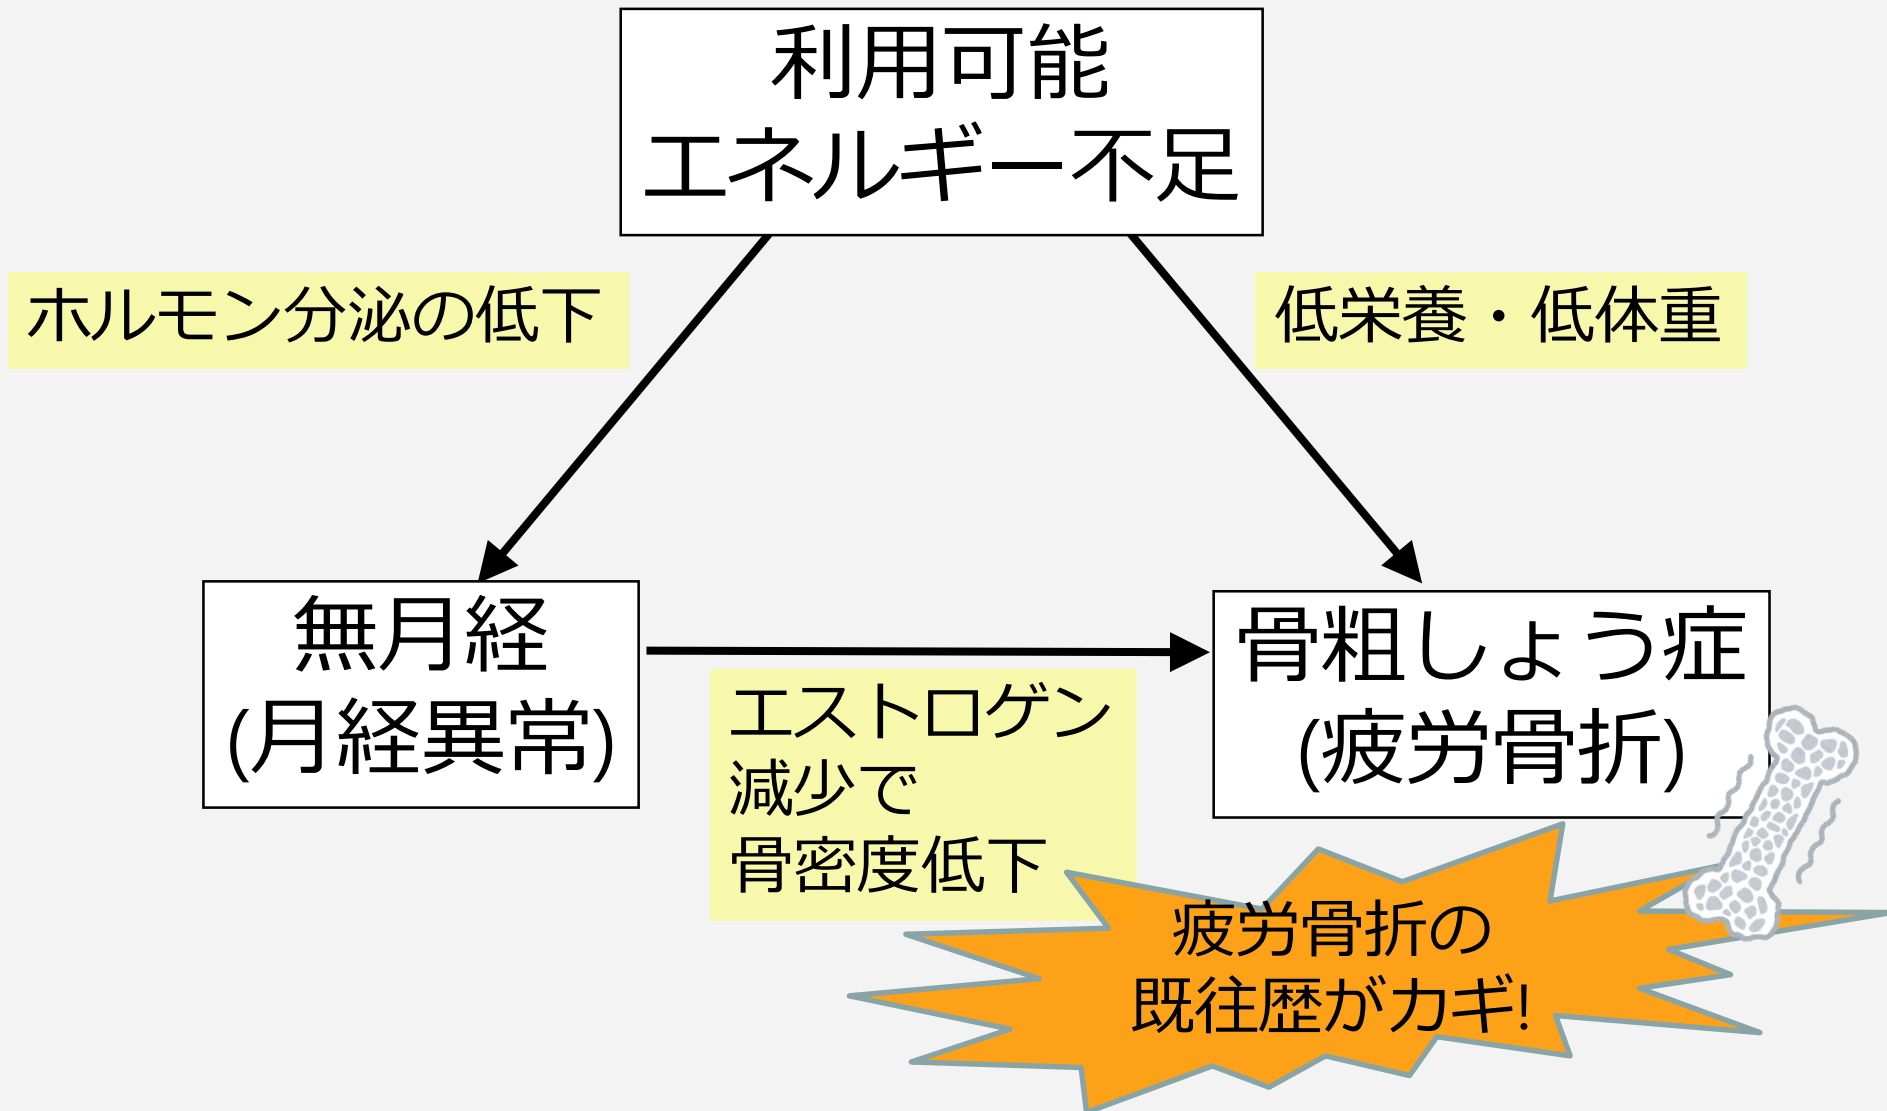 利用可能
エネルギー不足
ホルモン分泌の低下
低栄養・低体重
無月経
(月経異常)
エストロゲン
減少で
骨密度低下
骨粗しょう症
(疲労骨折)
疲労骨折の
既往歴がカギ!